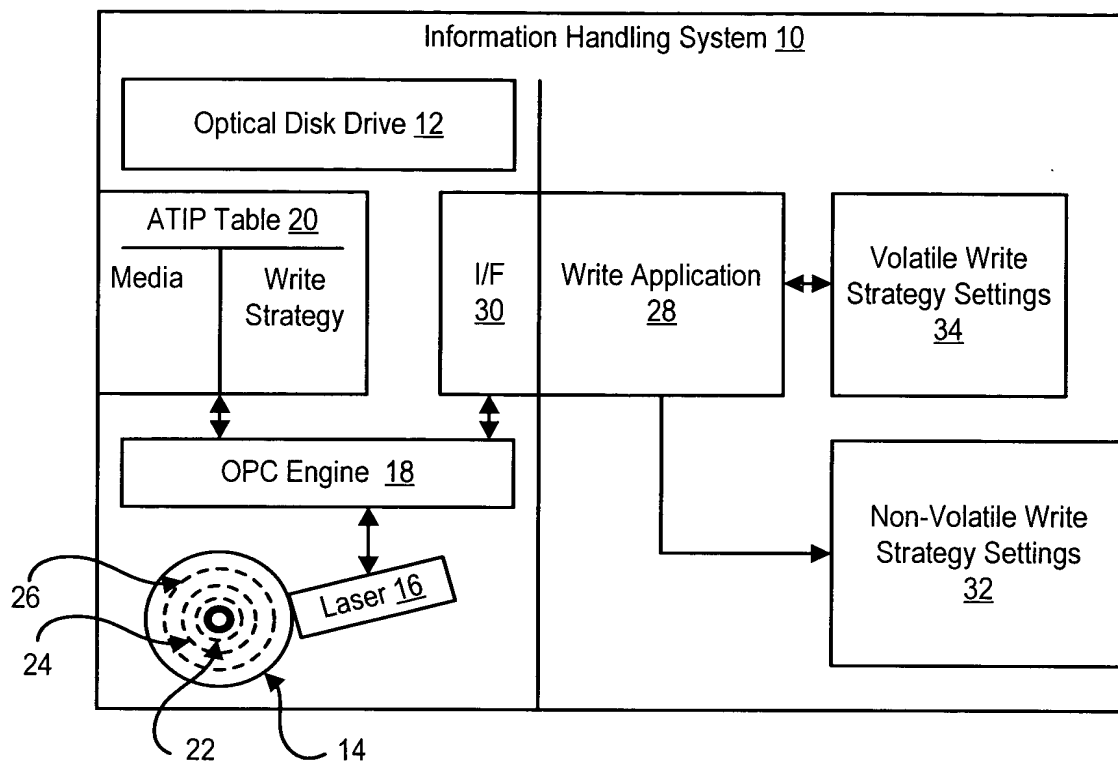 Information Handling System 10
Optical Disk Drive 12
ATIP Table 20
Media
Write
Strategy
I/F
30
Write Application
28
Volatile Write
Strategy Settings
34
OPC Engine 18
Non-Volatile Write
Strategy Settings
32
Laser 16
26
24
22
14